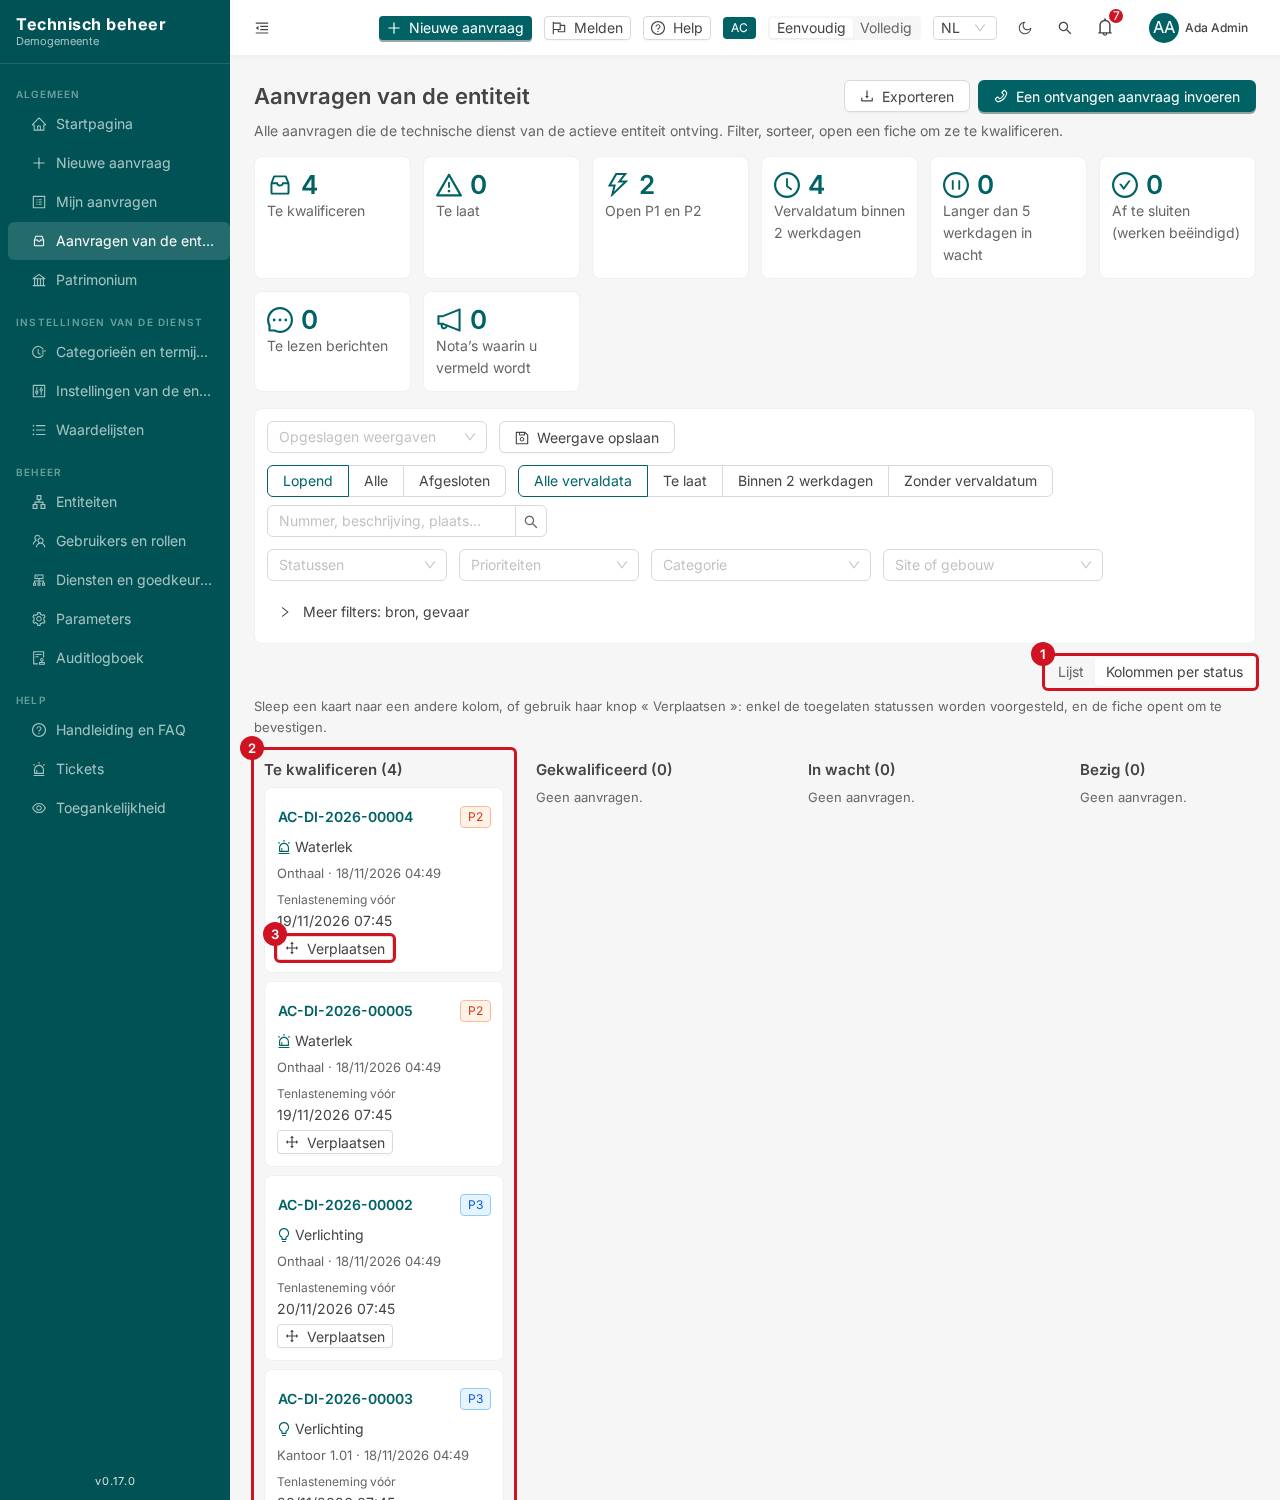 Technisch beheer
Demogemeente
ALGEMEEN
Startpagina
Nieuwe aanvraag
Mijn aanvragen
Aanvragen van de ent...
Patrimonium
INSTELLINGEN VAN DE DIENST
Categorieën en termij...
Instellingen van de en...
Waardelijsten
BEHEER
Entiteiten
Gebruikers en rollen
Diensten en goedkeur...
Parameters
Auditlogboek
HELP
Handleiding en FAQ
Tickets
Toegankelijkheid
v0.17.0
Nieuwe aanvraag Melden Help AC Eenvoudig Volledig NL 7 AA Ada Admin
Aanvragen van de entiteit
Exporteren Een ontvangen aanvraag invoeren
Alle aanvragen die de technische dienst van de actieve entiteit ontving. Filter, sorteer, open een fiche om ze te kwalificeren.
4
Te kwalificeren
0
Te laat
2
Open P1 en P2
4
Vervaldatum binnen
2 werkdagen
0
Langer dan 5
werkdagen in
wacht
0
Af te sluiten
(werken beëindigd)
0
Te lezen berichten
0
Nota’s waarin u
vermeld wordt
Opgeslagen weergaven Weergave opslaan
Lopend Alle Afgesloten Alle vervaldata Te laat Binnen 2 werkdagen Zonder vervaldatum
Nummer, beschrijving, plaats...
Statussen Prioriteiten Categorie Site of gebouw
Meer filters: bron, gevaar
1
Lijst Kolommen per status
Sleep een kaart naar een andere kolom, of gebruik haar knop « Verplaatsen »: enkel de toegelaten statussen worden voorgesteld, en de fiche opent om te
bevestigen.
2
Te kwalificeren (4)
AC-DI-2026-00004 P2
Waterlek
Onthaal · 18/11/2026 04:49
Tenlasteneming vóór
19/11/2026 07:45
3
Verplaatsen
AC-DI-2026-00005 P2
Waterlek
Onthaal · 18/11/2026 04:49
Tenlasteneming vóór
19/11/2026 07:45
Verplaatsen
AC-DI-2026-00002 P3
Verlichting
Onthaal · 18/11/2026 04:49
Tenlasteneming vóór
20/11/2026 07:45
Verplaatsen
AC-DI-2026-00003 P3
Verlichting
Kantoor 1.01 · 18/11/2026 04:49
Tenlasteneming vóór
Gekwalificeerd (0)
Geen aanvragen.
In wacht (0)
Geen aanvragen.
Bezig (0)
Geen aanvragen.